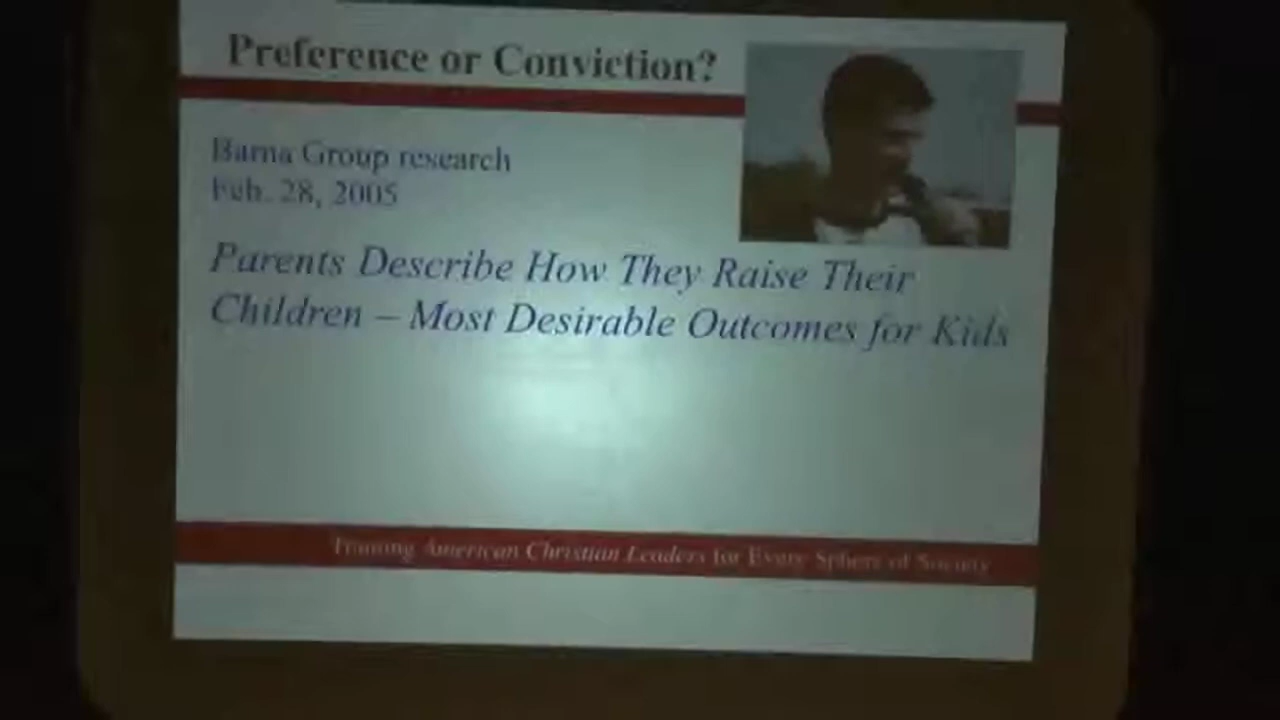 Preference or Conviction?
Barna Group research
Feb. 28, 2005
Parents Describe How They Raise Their
Children – Most Desirable Outcomes for Kids
Training American Christian Leaders for Every Sphere of Society